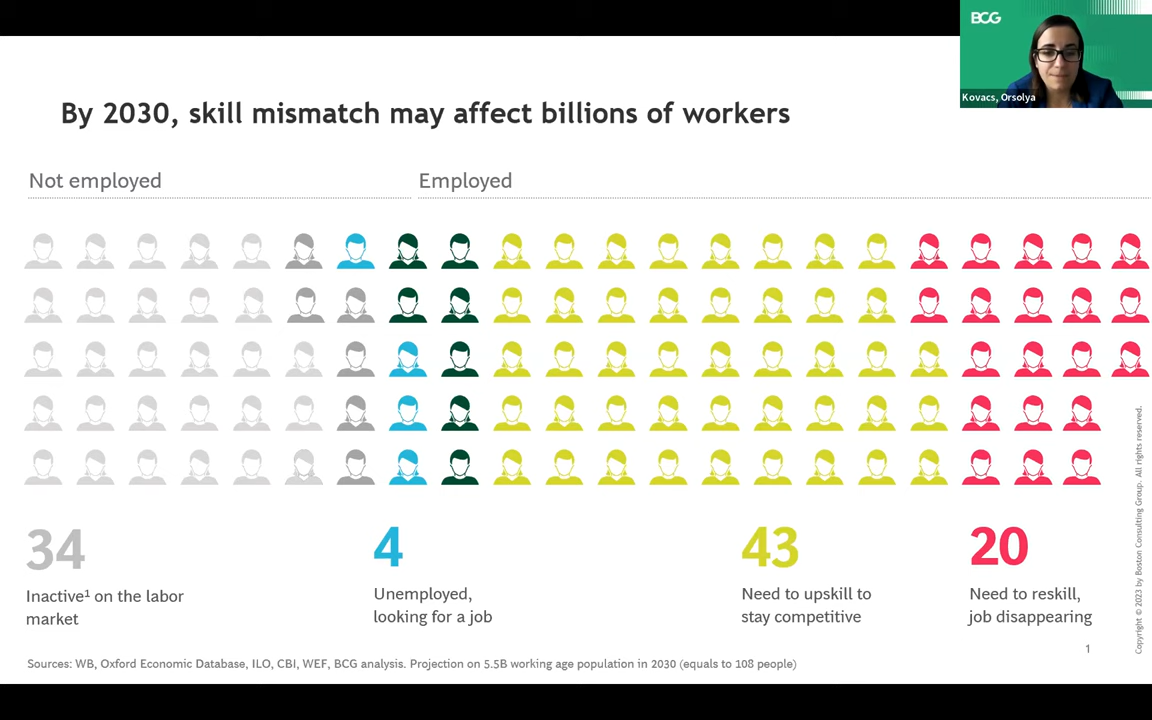 BCG
Kovacs, Orsolya
By 2030, skill mismatch may affect billions of workers
Not employed
Employed
34
Inactive¹ on the labor
market
4
Unemployed,
looking for a job
43
Need to upskill to
stay competitive
20
Need to reskill,
job disappearing
Copyright © 2023 by Boston Consulting Group. All rights reserved.
1
Sources: WB, Oxford Economic Database, ILO, CBI, WEF, BCG analysis. Projection on 5.5B working age population in 2030 (equals to 108 people)